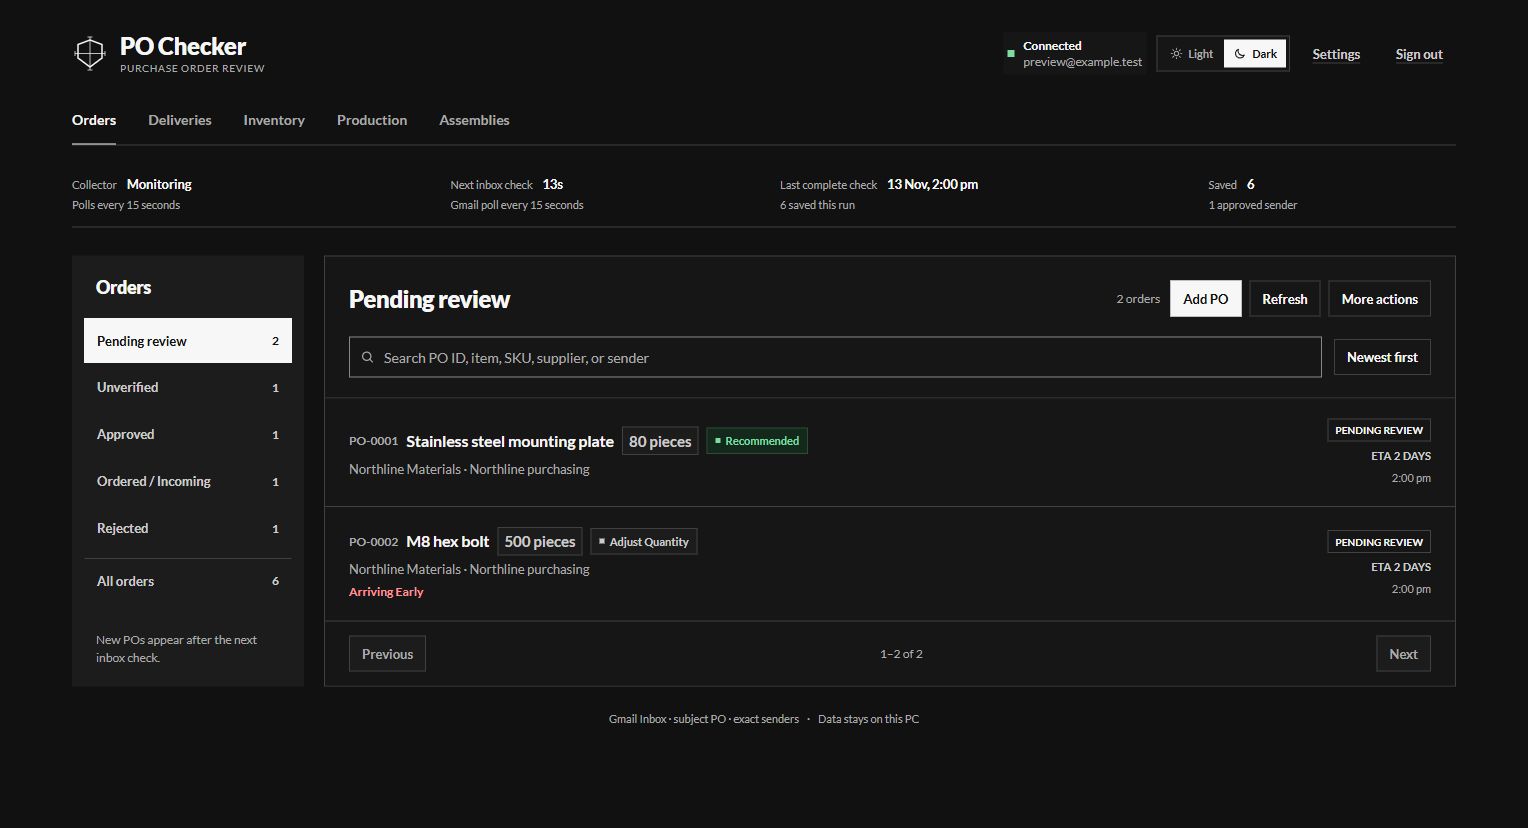 PO Checker
PURCHASE ORDER REVIEW
Connected
preview@example.test
Light
Dark
Settings
Sign out
Orders
Deliveries
Inventory
Production
Assemblies
Collector Monitoring
Polls every 15 seconds
Next inbox check 13s
Gmail poll every 15 seconds
Last complete check 13 Nov, 2:00 pm
6 saved this run
Saved 6
1 approved sender
Orders
Pending review 2
Unverified 1
Approved 1
Ordered / Incoming 1
Rejected 1
All orders 6
New POs appear after the next
inbox check.
Pending review
2 orders
Add PO
Refresh
More actions
Search PO ID, item, SKU, supplier, or sender
Newest first
PO-0001 Stainless steel mounting plate 80 pieces Recommended
Northline Materials · Northline purchasing
PENDING REVIEW
ETA 2 DAYS
2:00 pm
PO-0002 M8 hex bolt 500 pieces Adjust Quantity
Northline Materials · Northline purchasing
Arriving Early
PENDING REVIEW
ETA 2 DAYS
2:00 pm
Previous
1–2 of 2
Next
Gmail Inbox · subject PO · exact senders · Data stays on this PC